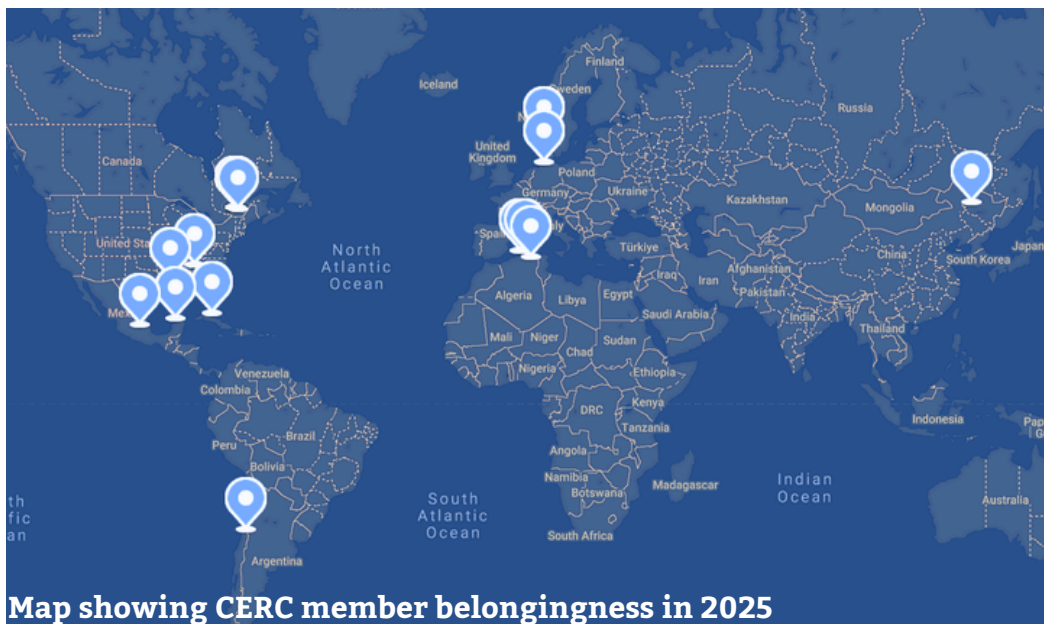 Finland
Iceland
Sweden
Russia
United
Kingdom
Canada
Poland
Germany
Ukraine
Kazakhstan
Mongolia
Spain
Italy
United States
North
Atlantic
Ocean
Türkiye
China
Japan
South Korea
Iraq
Iran
Afghanistan
Pakistan
Algeria
Libya
Egypt
Saudi Arabia
India
Thailand
Mali
Niger
Sudan
Chad
Nigeria
Ethiopia
Venezuela
Colombia
Kenya
DRC
Tanzania
Indonesia
Brazil
Peru
Bolivia
Angola
Namibia
Botswana
Madagascar
Indian
Ocean
South
Atlantic
Ocean
Australia
South Africa
Argentina
Map showing CERC member belongingness in 2025